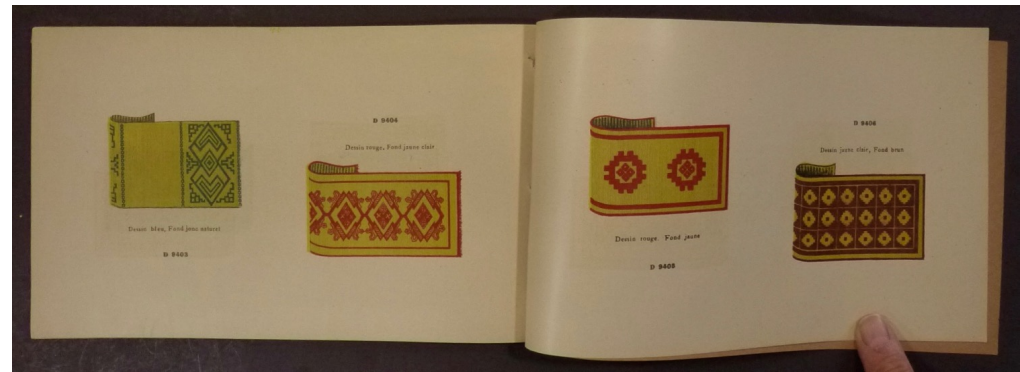 Dessin bleu, Fond jaune naturel
D 9403
D 9404
Dessin rouge, Fond jaune clair
Dessin rouge Fond jaune
D 9405
D 9406
Dessin jaune clair, Fond brun